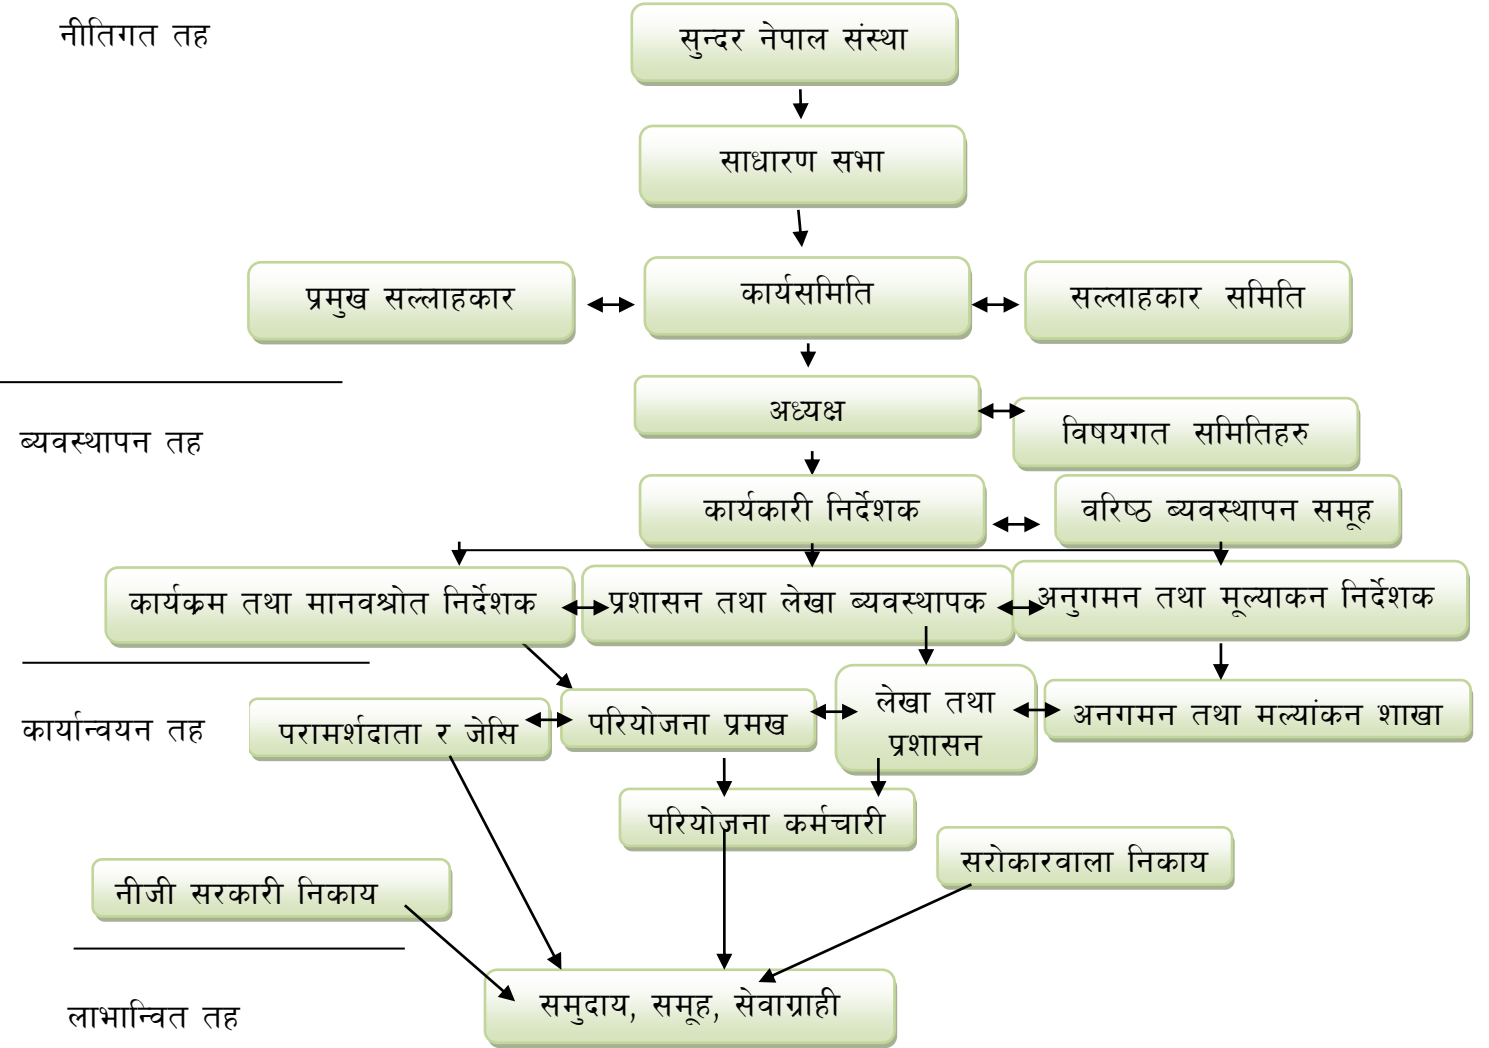 नीतिगत तह
सुन्दर नेपाल संस्था
साधारण सभा
प्रमुख सल्लाहकार
कार्यसमिति
सल्लाहकार समिति
अध्यक्ष
विषयगत समितिहरु
ब्यवस्थापन तह
कार्यकारी निर्देशक
वरिष्ठ ब्यवस्थापन समूह
कार्यक्रम तथा मानवश्रोत निर्देशक
प्रशासन तथा लेखा ब्यवस्थापक
अनुगमन तथा मूल्याकन निर्देशक
कार्यान्वयन तह
परामर्शदाता र जेसि
परियोजना प्रमख
लेखा तथा
प्रशासन
अनगमन तथा मल्यांकन शाखा
परियोजना कर्मचारी
सरोकारवाला निकाय
नीजी सरकारी निकाय
लाभान्वित तह
समुदाय, समूह, सेवाग्राही